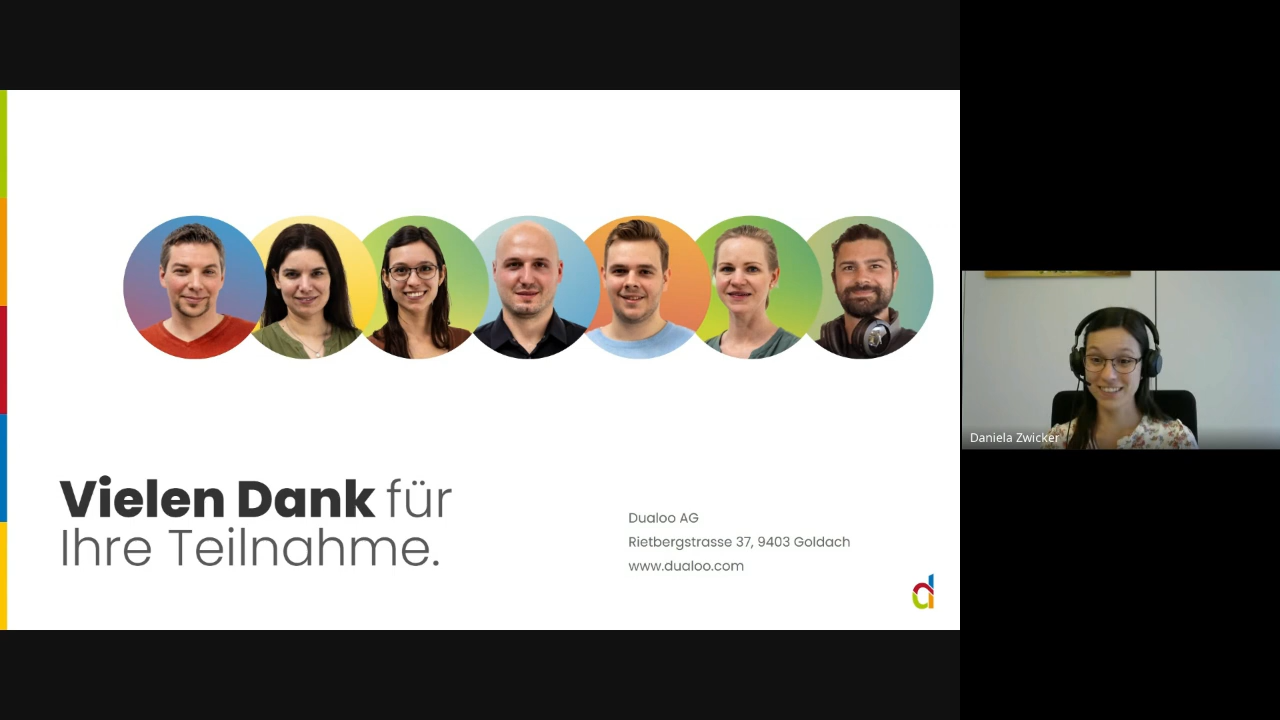 Vielen Dank für
Ihre Teilnahme.
Dualoo AG
Rietbergstrasse 37, 9403 Goldach
www.dualoo.com
Daniela Zwicker